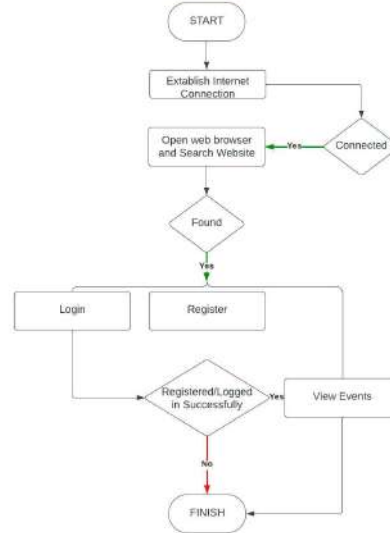 START
Extablish Internet
Connection
Open web browser
and Search Website
Yes
Connected
Found
Yes
Login
Register
Registered/Logged
in Successfully
Yes
View Events
No
FINISH